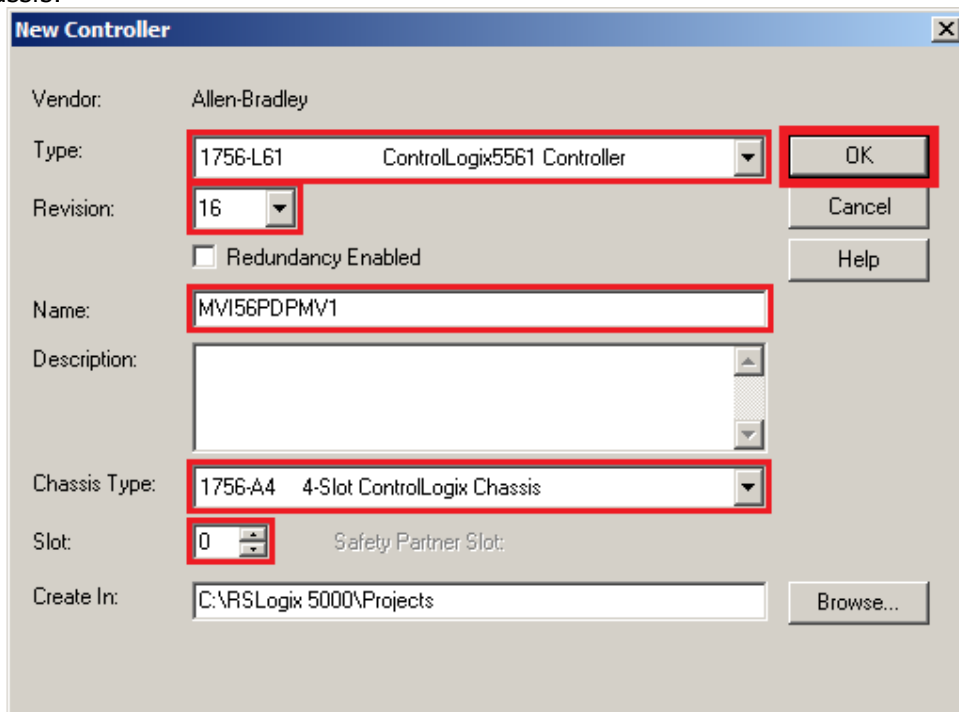 New Controller
Vendor: Allen-Bradley
Type: 1756-L61 ControlLogix5561 Controller OK
Revision: 16 Cancel
Redundancy Enabled Help
Name: MVI56PDPMV1
Description:
Chassis Type: 1756-A4 4-Slot ControlLogix Chassis
Slot: 0 Safety Partner Slot:
Create In: C:\RSLogix 5000\Projects Browse...